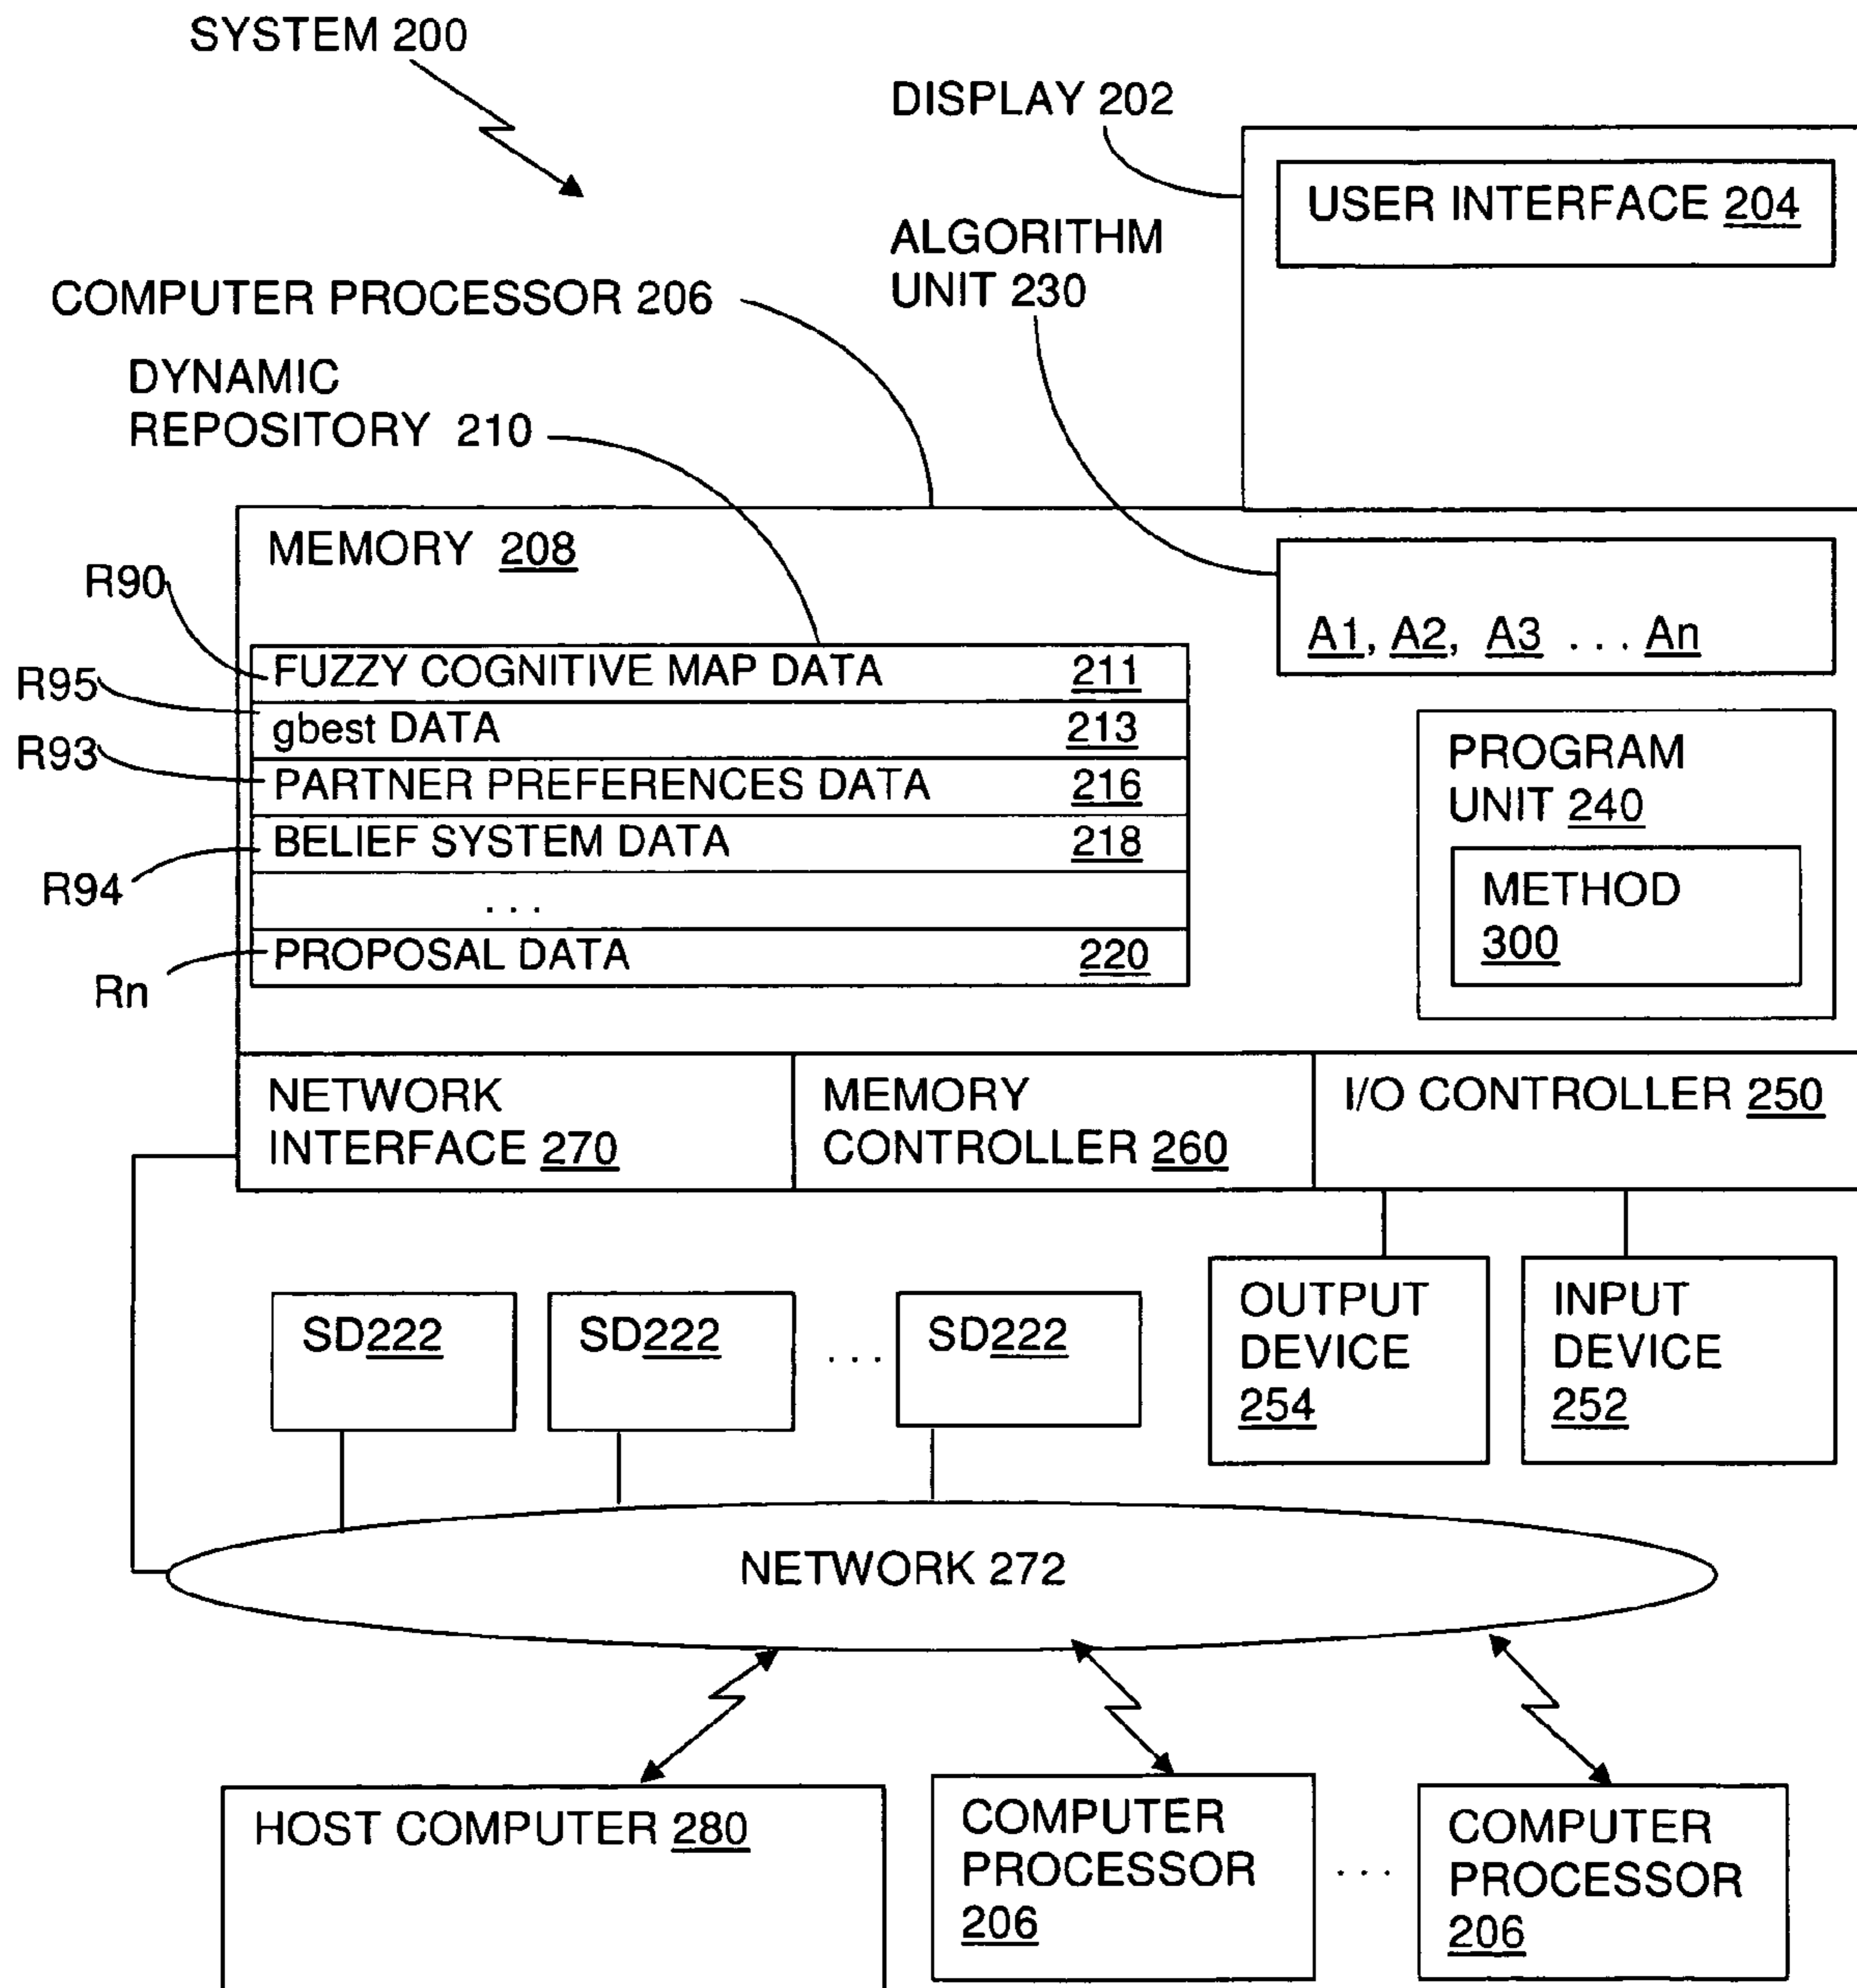 SYSTEM 200
DISPLAY 202
USER INTERFACE 204
ALGORITHM
UNIT 230
COMPUTER PROCESSOR 206
DYNAMIC
REPOSITORY 210
MEMORY 208
R90
R95
R93
R94
Rn
FUZZY COGNITIVE MAP DATA 211
gbest DATA 213
PARTNER PREFERENCES DATA 216
BELIEF SYSTEM DATA 218
. . .
PROPOSAL DATA 220
A1, A2, A3 . . . An
PROGRAM
UNIT 240
METHOD
300
NETWORK
INTERFACE 270
MEMORY
CONTROLLER 260
I/O CONTROLLER 250
SD222
SD222
. . .
SD222
OUTPUT
DEVICE
254
INPUT
DEVICE
252
NETWORK 272
HOST COMPUTER 280
COMPUTER
PROCESSOR
206
. . .
COMPUTER
PROCESSOR
206